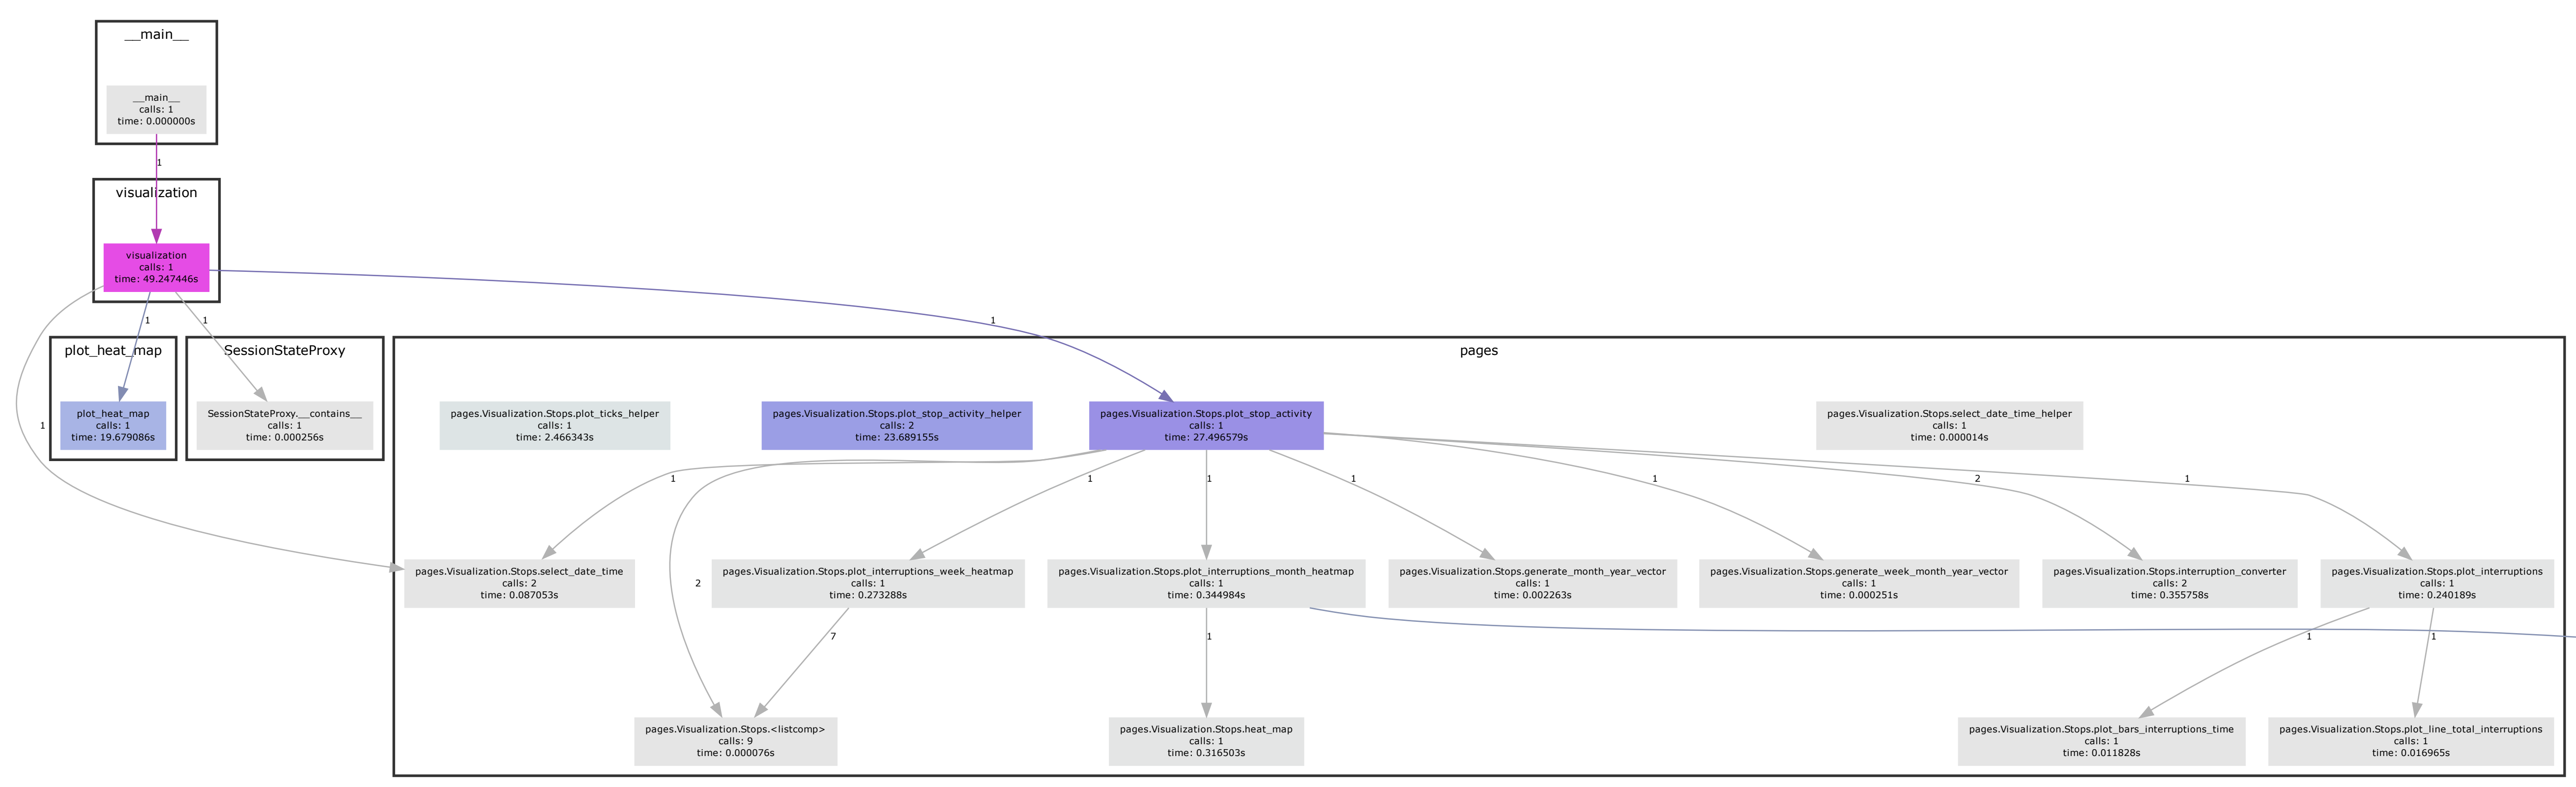 __main__
__main__
calls: 1
time: 0.000000s
1
visualization
visualization
calls: 1
time: 49.247446s
1
1
1
1
plot_heat_map
plot_heat_map
calls: 1
time: 19.679086s
SessionStateProxy
SessionStateProxy.__contains__
calls: 1
time: 0.000256s
pages
pages.Visualization.Stops.plot_ticks_helper
calls: 1
time: 2.466343s
pages.Visualization.Stops.plot_stop_activity_helper
calls: 2
time: 23.689155s
pages.Visualization.Stops.plot_stop_activity
calls: 1
time: 27.496579s
pages.Visualization.Stops.select_date_time_helper
calls: 1
time: 0.000014s
1
2
1
1
1
1
2
1
pages.Visualization.Stops.select_date_time
calls: 2
time: 0.087053s
pages.Visualization.Stops.plot_interruptions_week_heatmap
calls: 1
time: 0.273288s
pages.Visualization.Stops.plot_interruptions_month_heatmap
calls: 1
time: 0.344984s
pages.Visualization.Stops.generate_month_year_vector
calls: 1
time: 0.002263s
pages.Visualization.Stops.generate_week_month_year_vector
calls: 1
time: 0.000251s
pages.Visualization.Stops.interruption_converter
calls: 2
time: 0.355758s
pages.Visualization.Stops.plot_interruptions
calls: 1
time: 0.240189s
7
1
1
1
pages.Visualization.Stops.<listcomp>
calls: 9
time: 0.000076s
pages.Visualization.Stops.heat_map
calls: 1
time: 0.316503s
pages.Visualization.Stops.plot_bars_interruptions_time
calls: 1
time: 0.011828s
pages.Visualization.Stops.plot_line_total_interruptions
calls: 1
time: 0.016965s